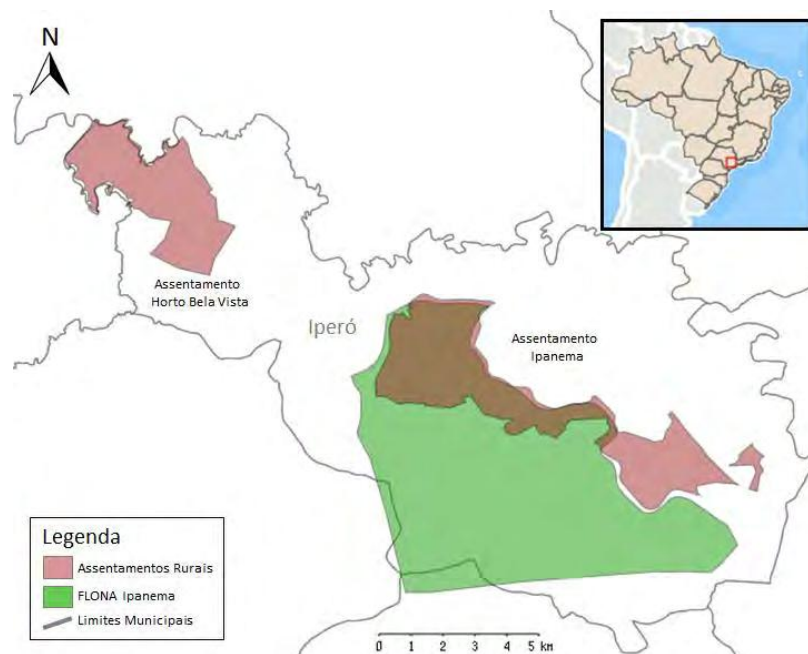 N
Assentamento
Horto Bela Vista
Iperó
Assentamento
Ipanema
Legenda
Assentamentos Rurais
FLONA Ipanema
Limites Municipais
0 1 2 3 4 5 km